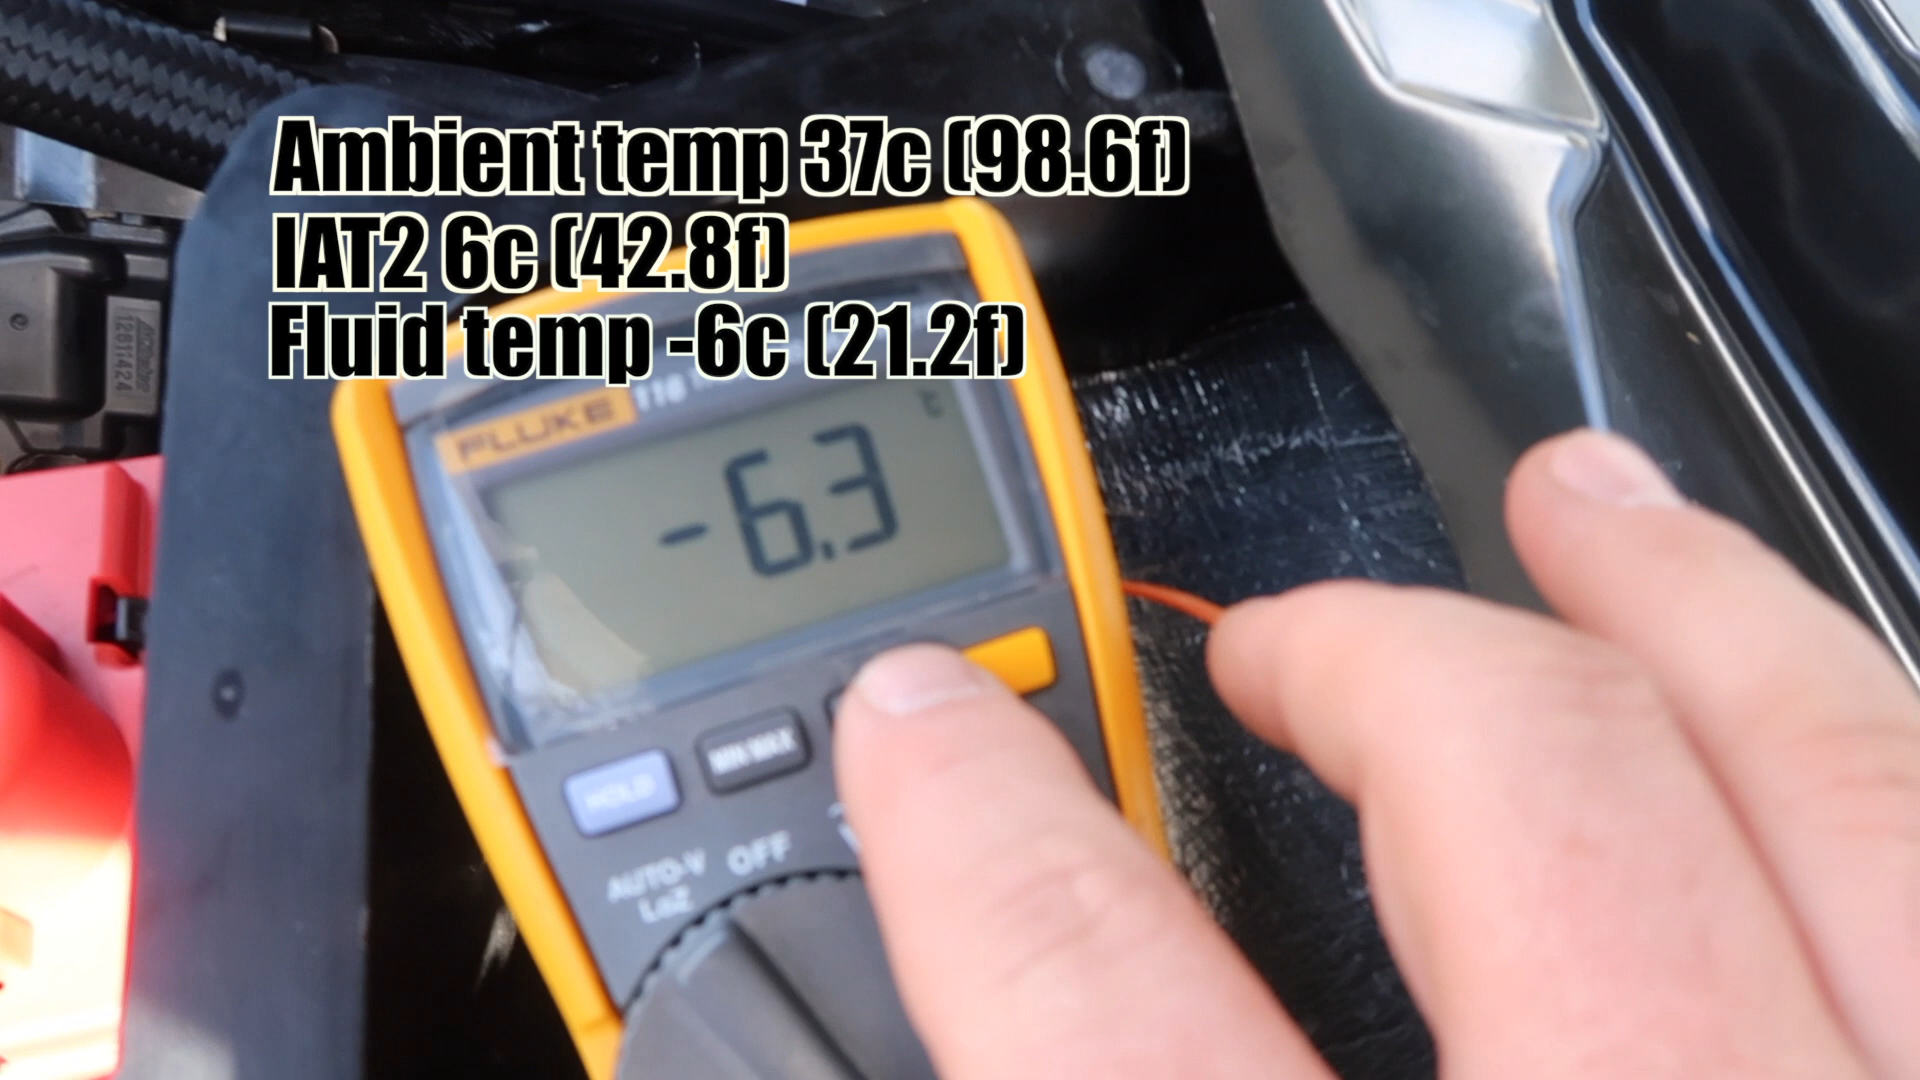 Ambient temp 37c (98.6f)
IAT2 6c (42.8f)
Fluid temp -6c (21.2f)
FLUKE
°C
-6.3
HOLD
MIN MAX
AUTO-V
LoZ
OFF
12611424